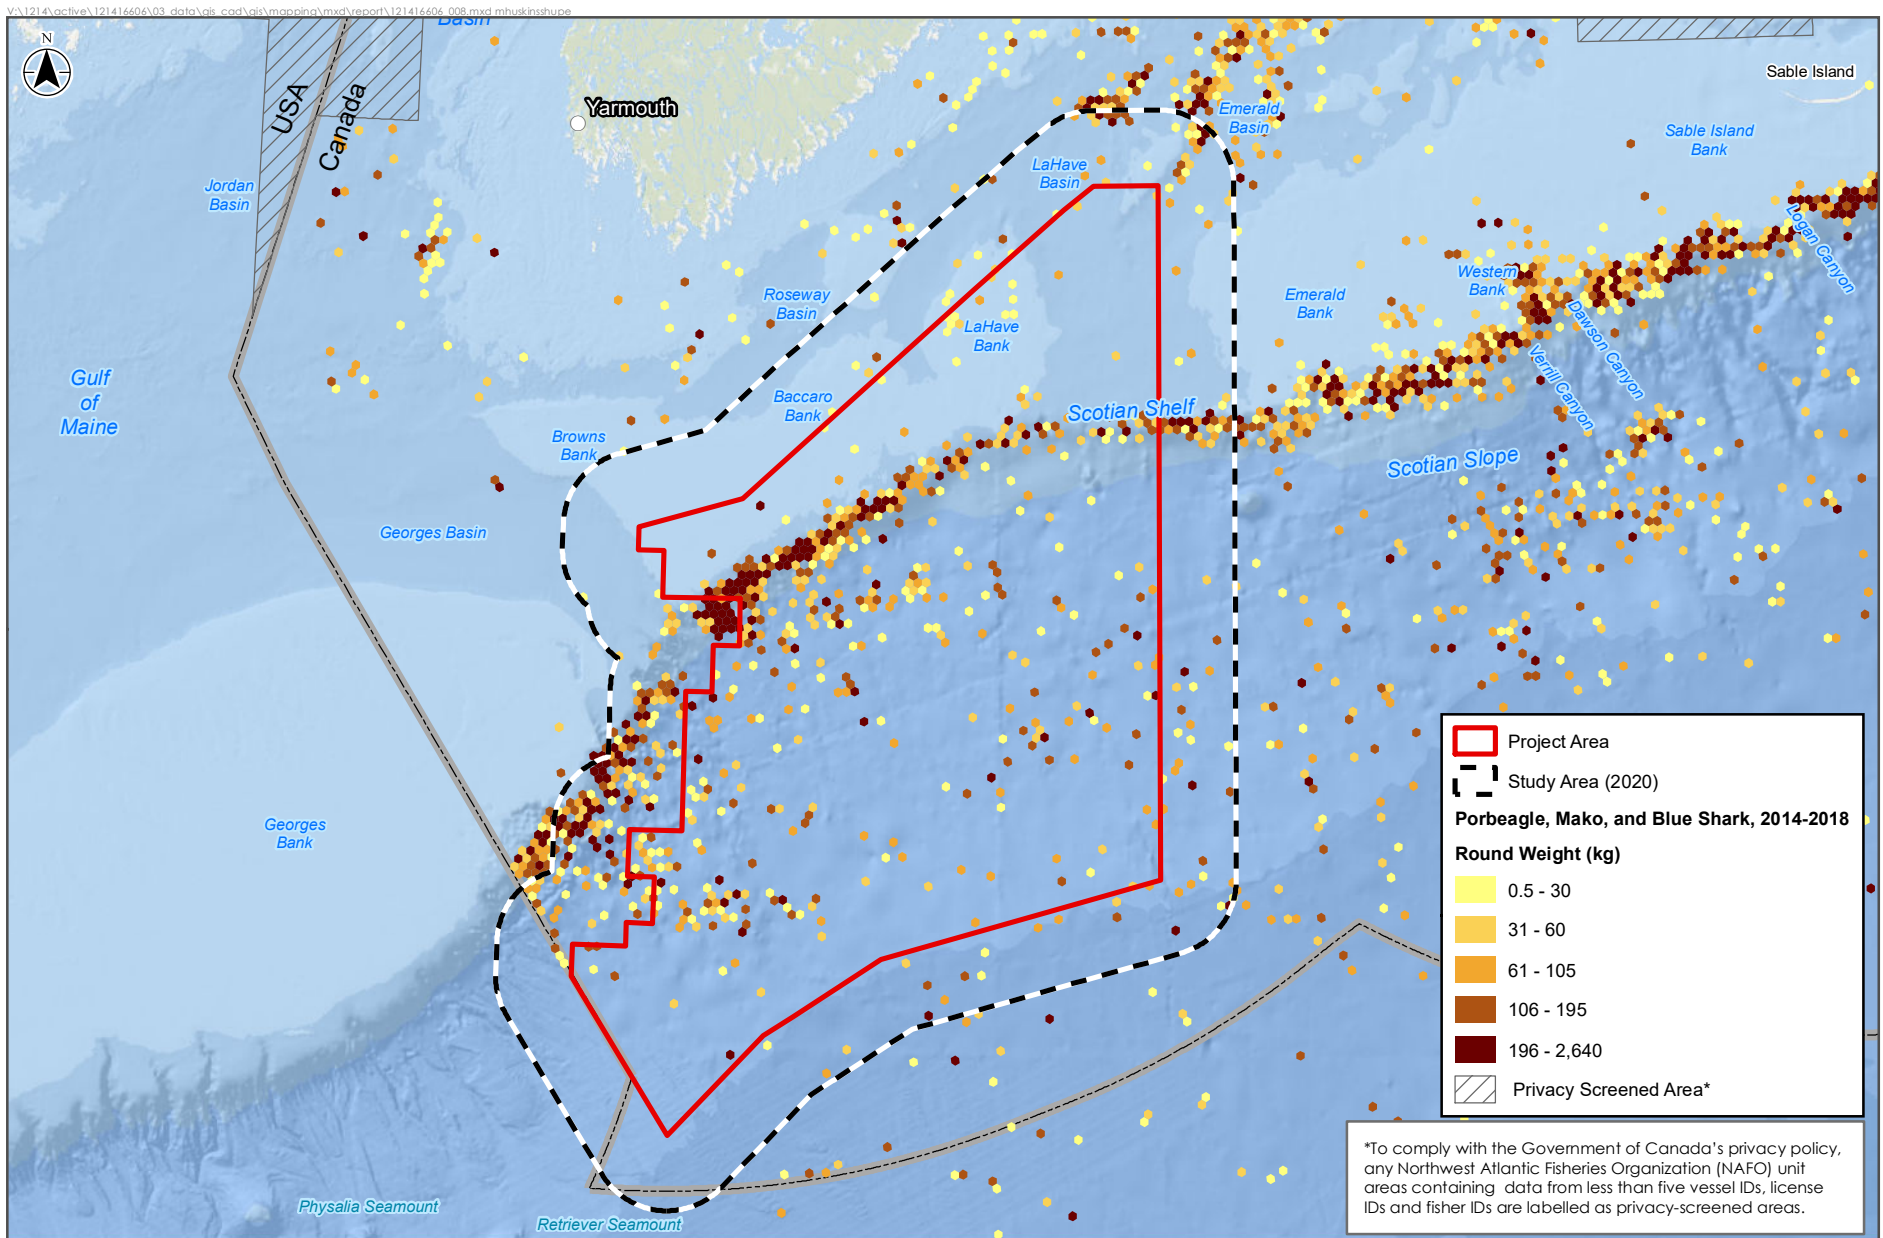 V:\1214\active\121416606\03_data\gis_cad\gis\mapping\mxd\report\121416606_008.mxd mhuskinsshupe
Basin
N
Sable Island
USA
Canada
Yarmouth
Emerald
Basin
Sable Island
Bank
LaHave
Basin
Jordan
Basin
Logan Canyon
Western
Bank
Roseway
Basin
Emerald
Bank
LaHave
Bank
Dawson Canyon
Verrill Canyon
Gulf
of
Maine
Baccaro
Bank
Scotian Shelf
Browns
Bank
Scotian Slope
Georges Basin
Georges
Bank
Project Area
Study Area (2020)
Porbeagle, Mako, and Blue Shark, 2014-2018
Round Weight (kg)
0.5 - 30
31 - 60
61 - 105
106 - 195
196 - 2,640
Privacy Screened Area*
*To comply with the Government of Canada's privacy policy,
any Northwest Atlantic Fisheries Organization (NAFO) unit
areas containing data from less than five vessel IDs, license
IDs and fisher IDs are labelled as privacy-screened areas.
Physalia Seamount
Retriever Seamount